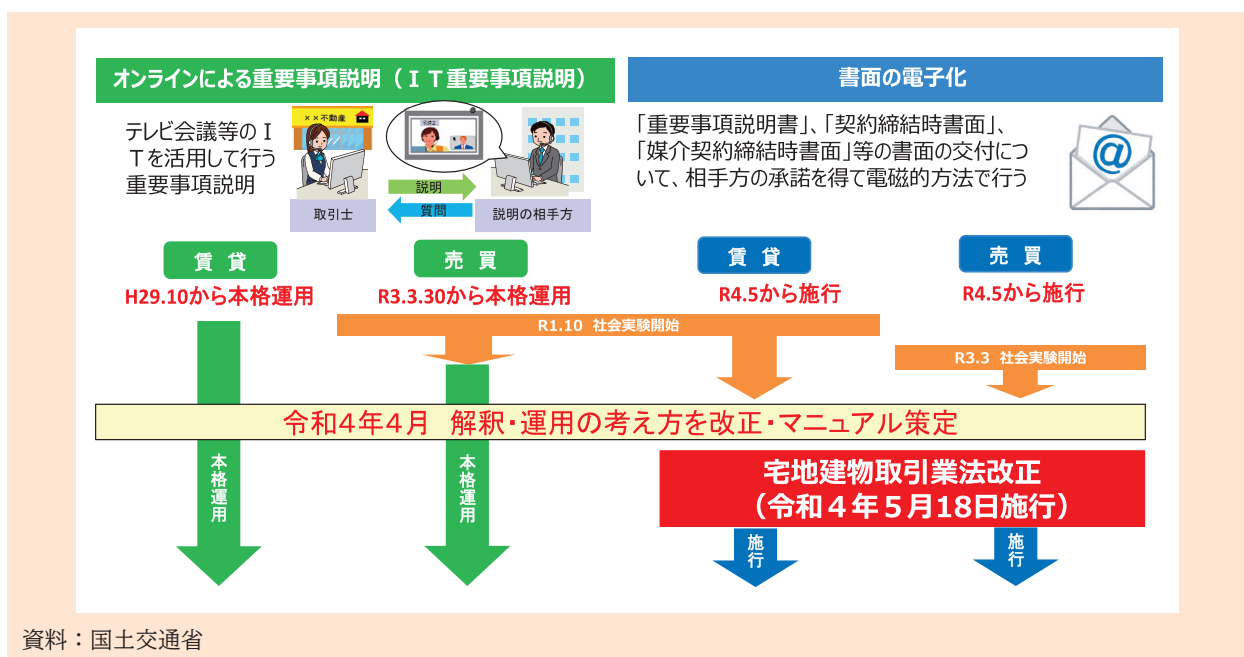 オンラインによる重要事項説明（ＩＴ重要事項説明）
テレビ会議等のＩ
Ｔを活用して行う
重要事項説明
××不動産
説明
質問
取引士
説明の相手方
書面の電子化
「重要事項説明書」、「契約締結時書面」、
「媒介契約締結時書面」等の書面の交付につ
いて、相手方の承諾を得て電磁的方法で行う
@
賃 貸
H29.10から本格運用
売 買
R3.3.30から本格運用
賃 貸
R4.5から施行
売 買
R4.5から施行
R1.10 社会実験開始
R3.3 社会実験開始
令和４年４月 解釈・運用の考え方を改正・マニュアル策定
本格運用
本格運用
宅地建物取引業法改正
（令和４年５月18日施行）
施行
施行
資料：国土交通省